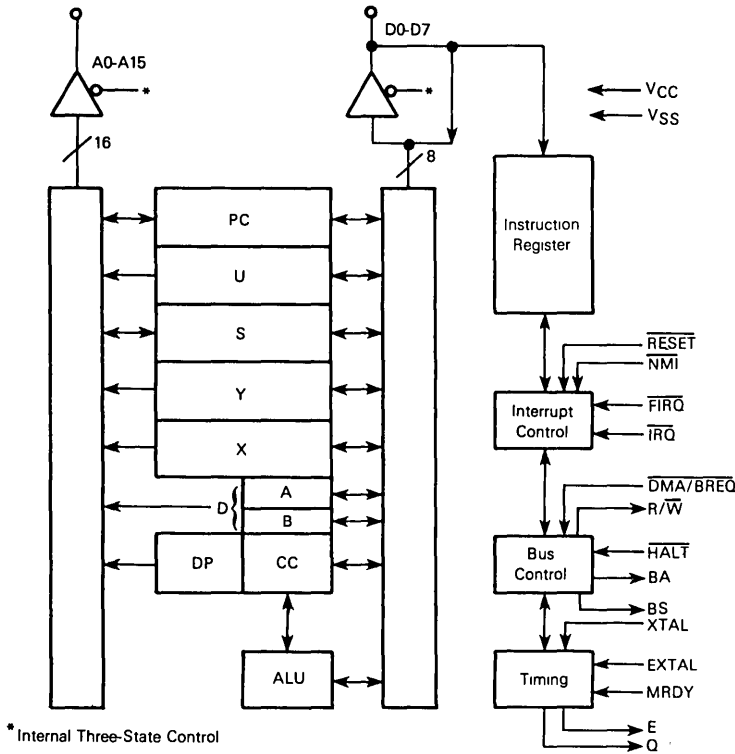 D0-D7
A0-A15
*
*
VCC
VSS
16
8
PC
Instruction
Register
U
S
RESET
NMI
Y
FIRQ
Interrupt
Control
IRQ
X
A
DMA/BREQ
D{
R/W
B
HALT
DP
CC
Bus
Control
BA
BS
XTAL
EXTAL
ALU
Timing
MRDY
E
Q
* Internal Three-State Control